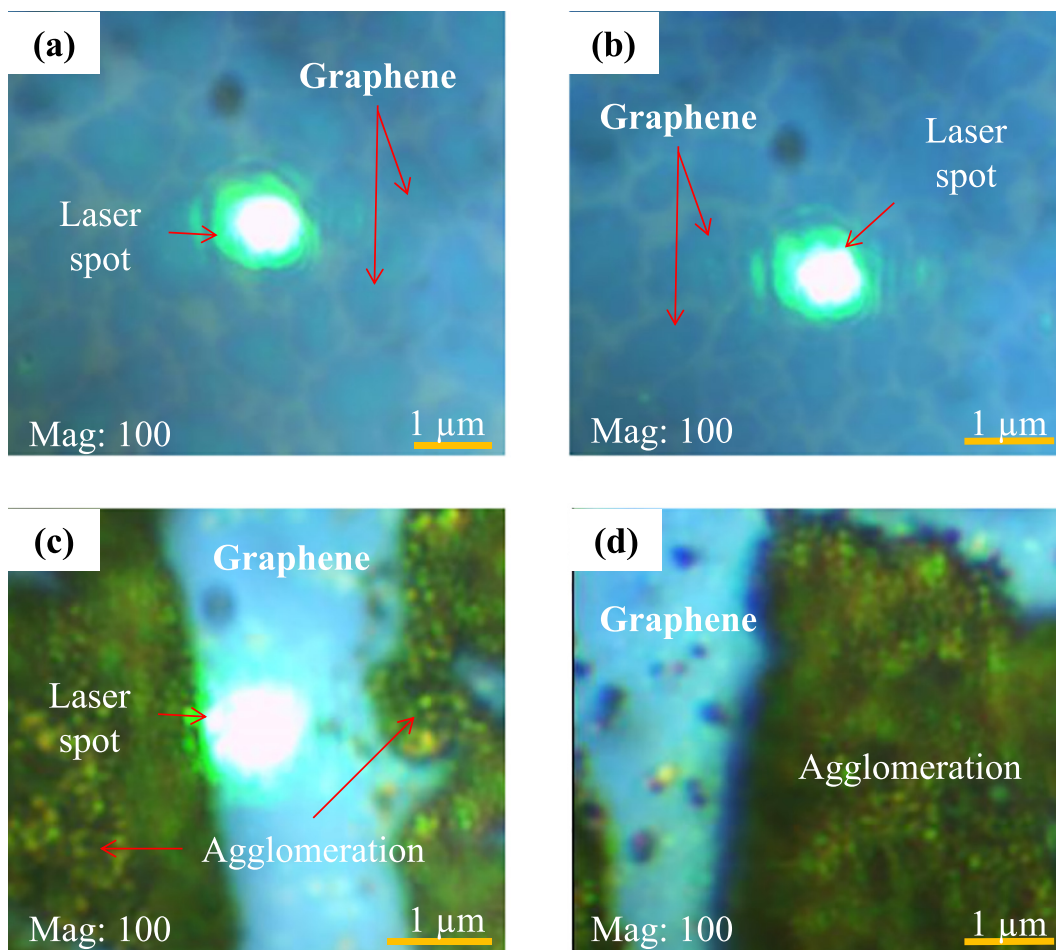 (a)
Graphene
Laser
spot
Mag: 100
1 µm
(b)
Graphene
Laser
spot
Mag: 100
1 µm
(c)
Graphene
Laser
spot
Agglomeration
Mag: 100
1 µm
(d)
Graphene
Agglomeration
Mag: 100
1 µm